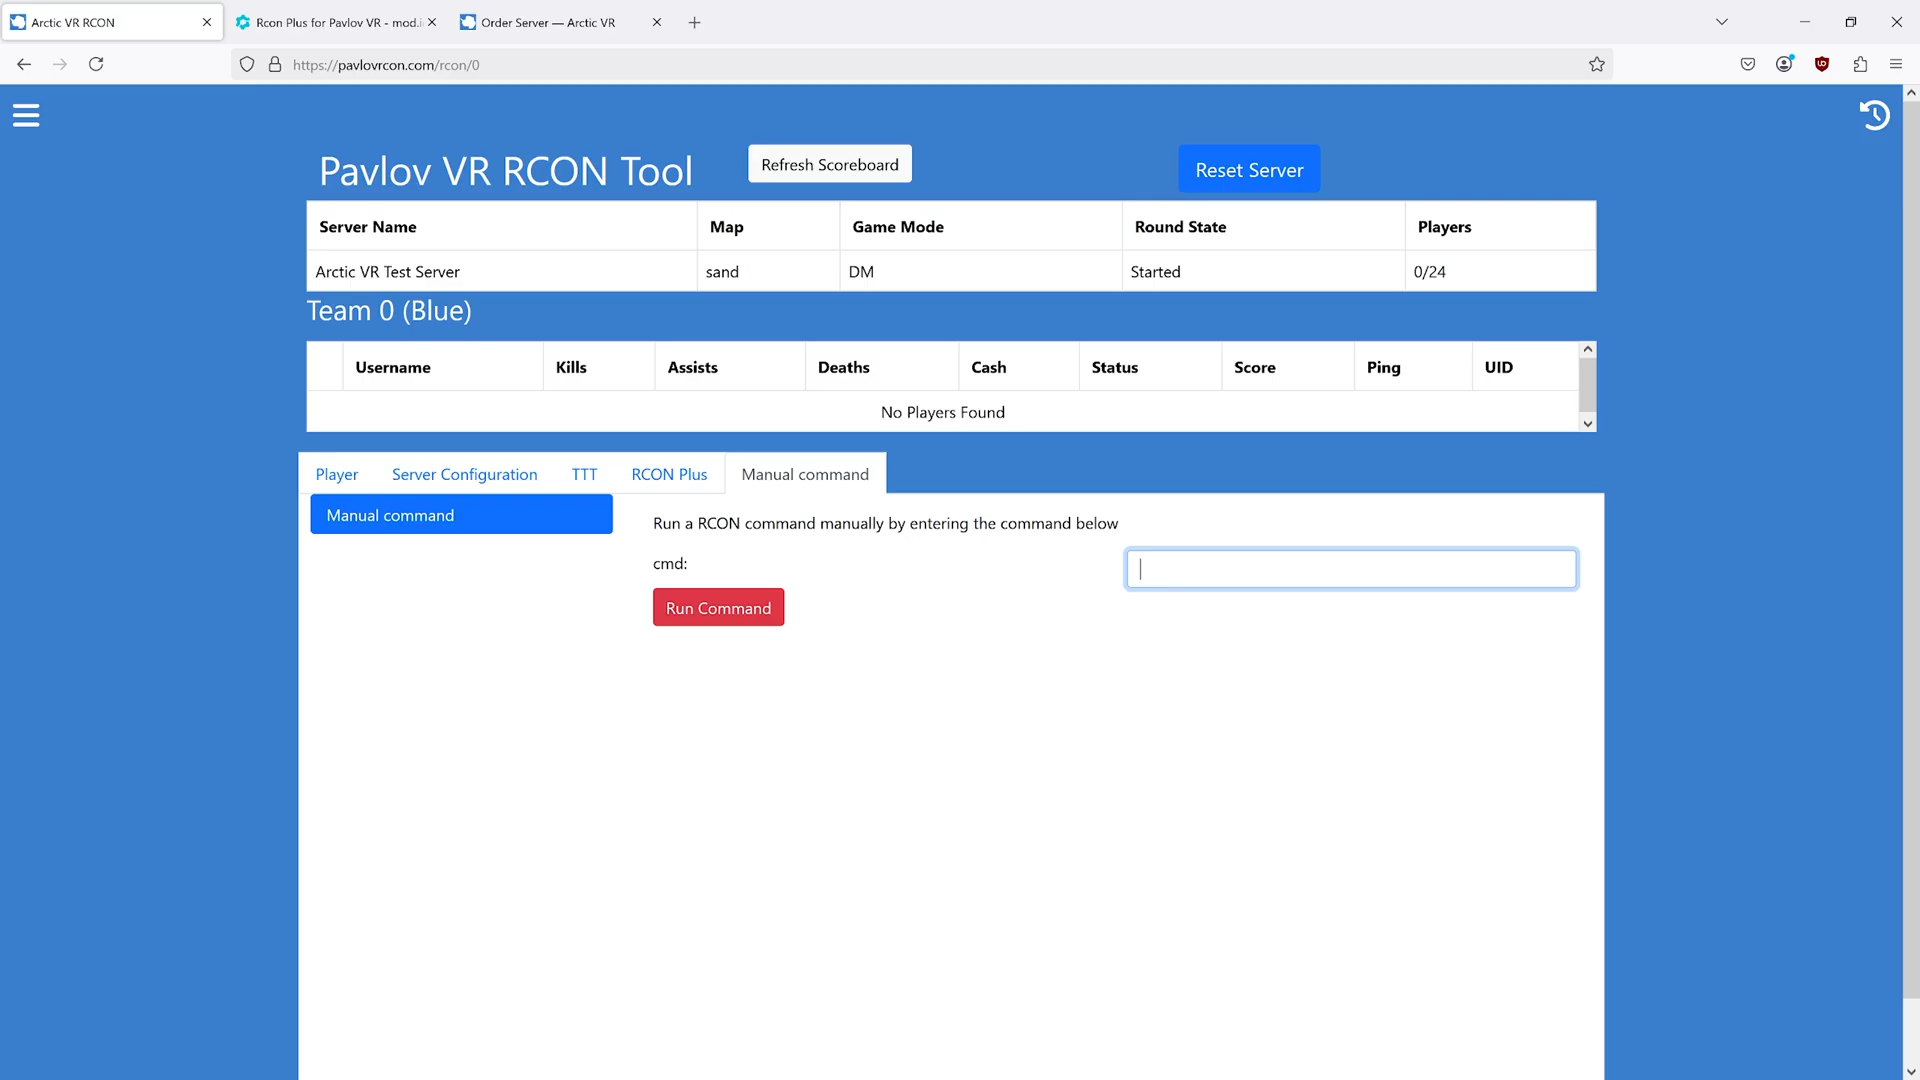 Arctic VR RCON
Rcon Plus for Pavlov VR - mod.i
Order Server — Arctic VR
https://pavlovrcon.com/rcon/0
Pavlov VR RCON Tool
Refresh Scoreboard
Reset Server
Server Name Map Game Mode Round State Players
Arctic VR Test Server sand DM Started 0/24
Team 0 (Blue)
Username Kills Assists Deaths Cash Status Score Ping UID
No Players Found
Player Server Configuration TTT RCON Plus Manual command
Manual command
Run a RCON command manually by entering the command below
cmd:
Run Command